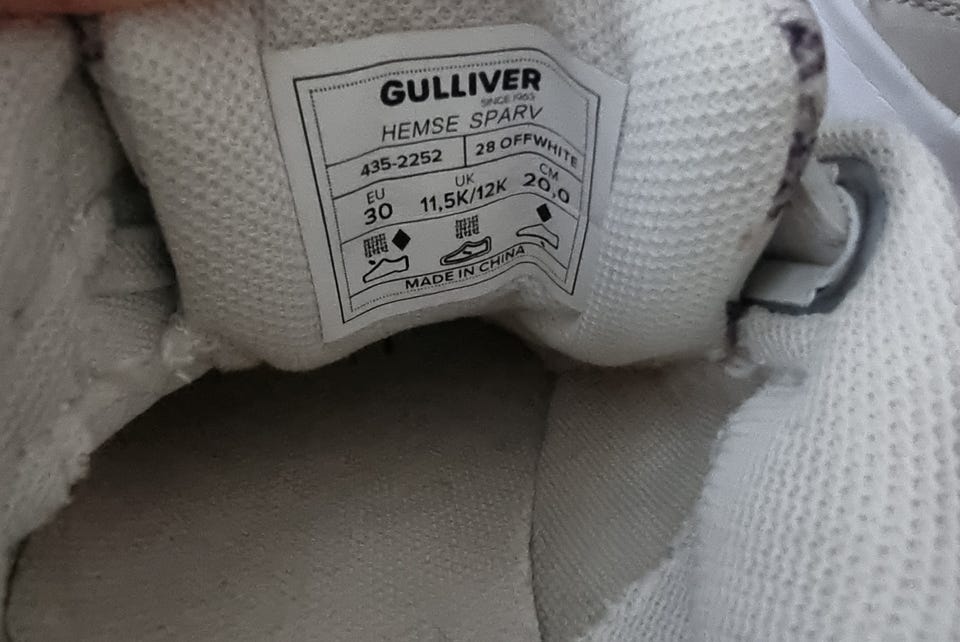 GULLIVER
SINCE 1963
HEMSE SPARV
435-2252 28 OFFWHITE
EU UK CM
30 11,5K/12K 20,0
MADE IN CHINA